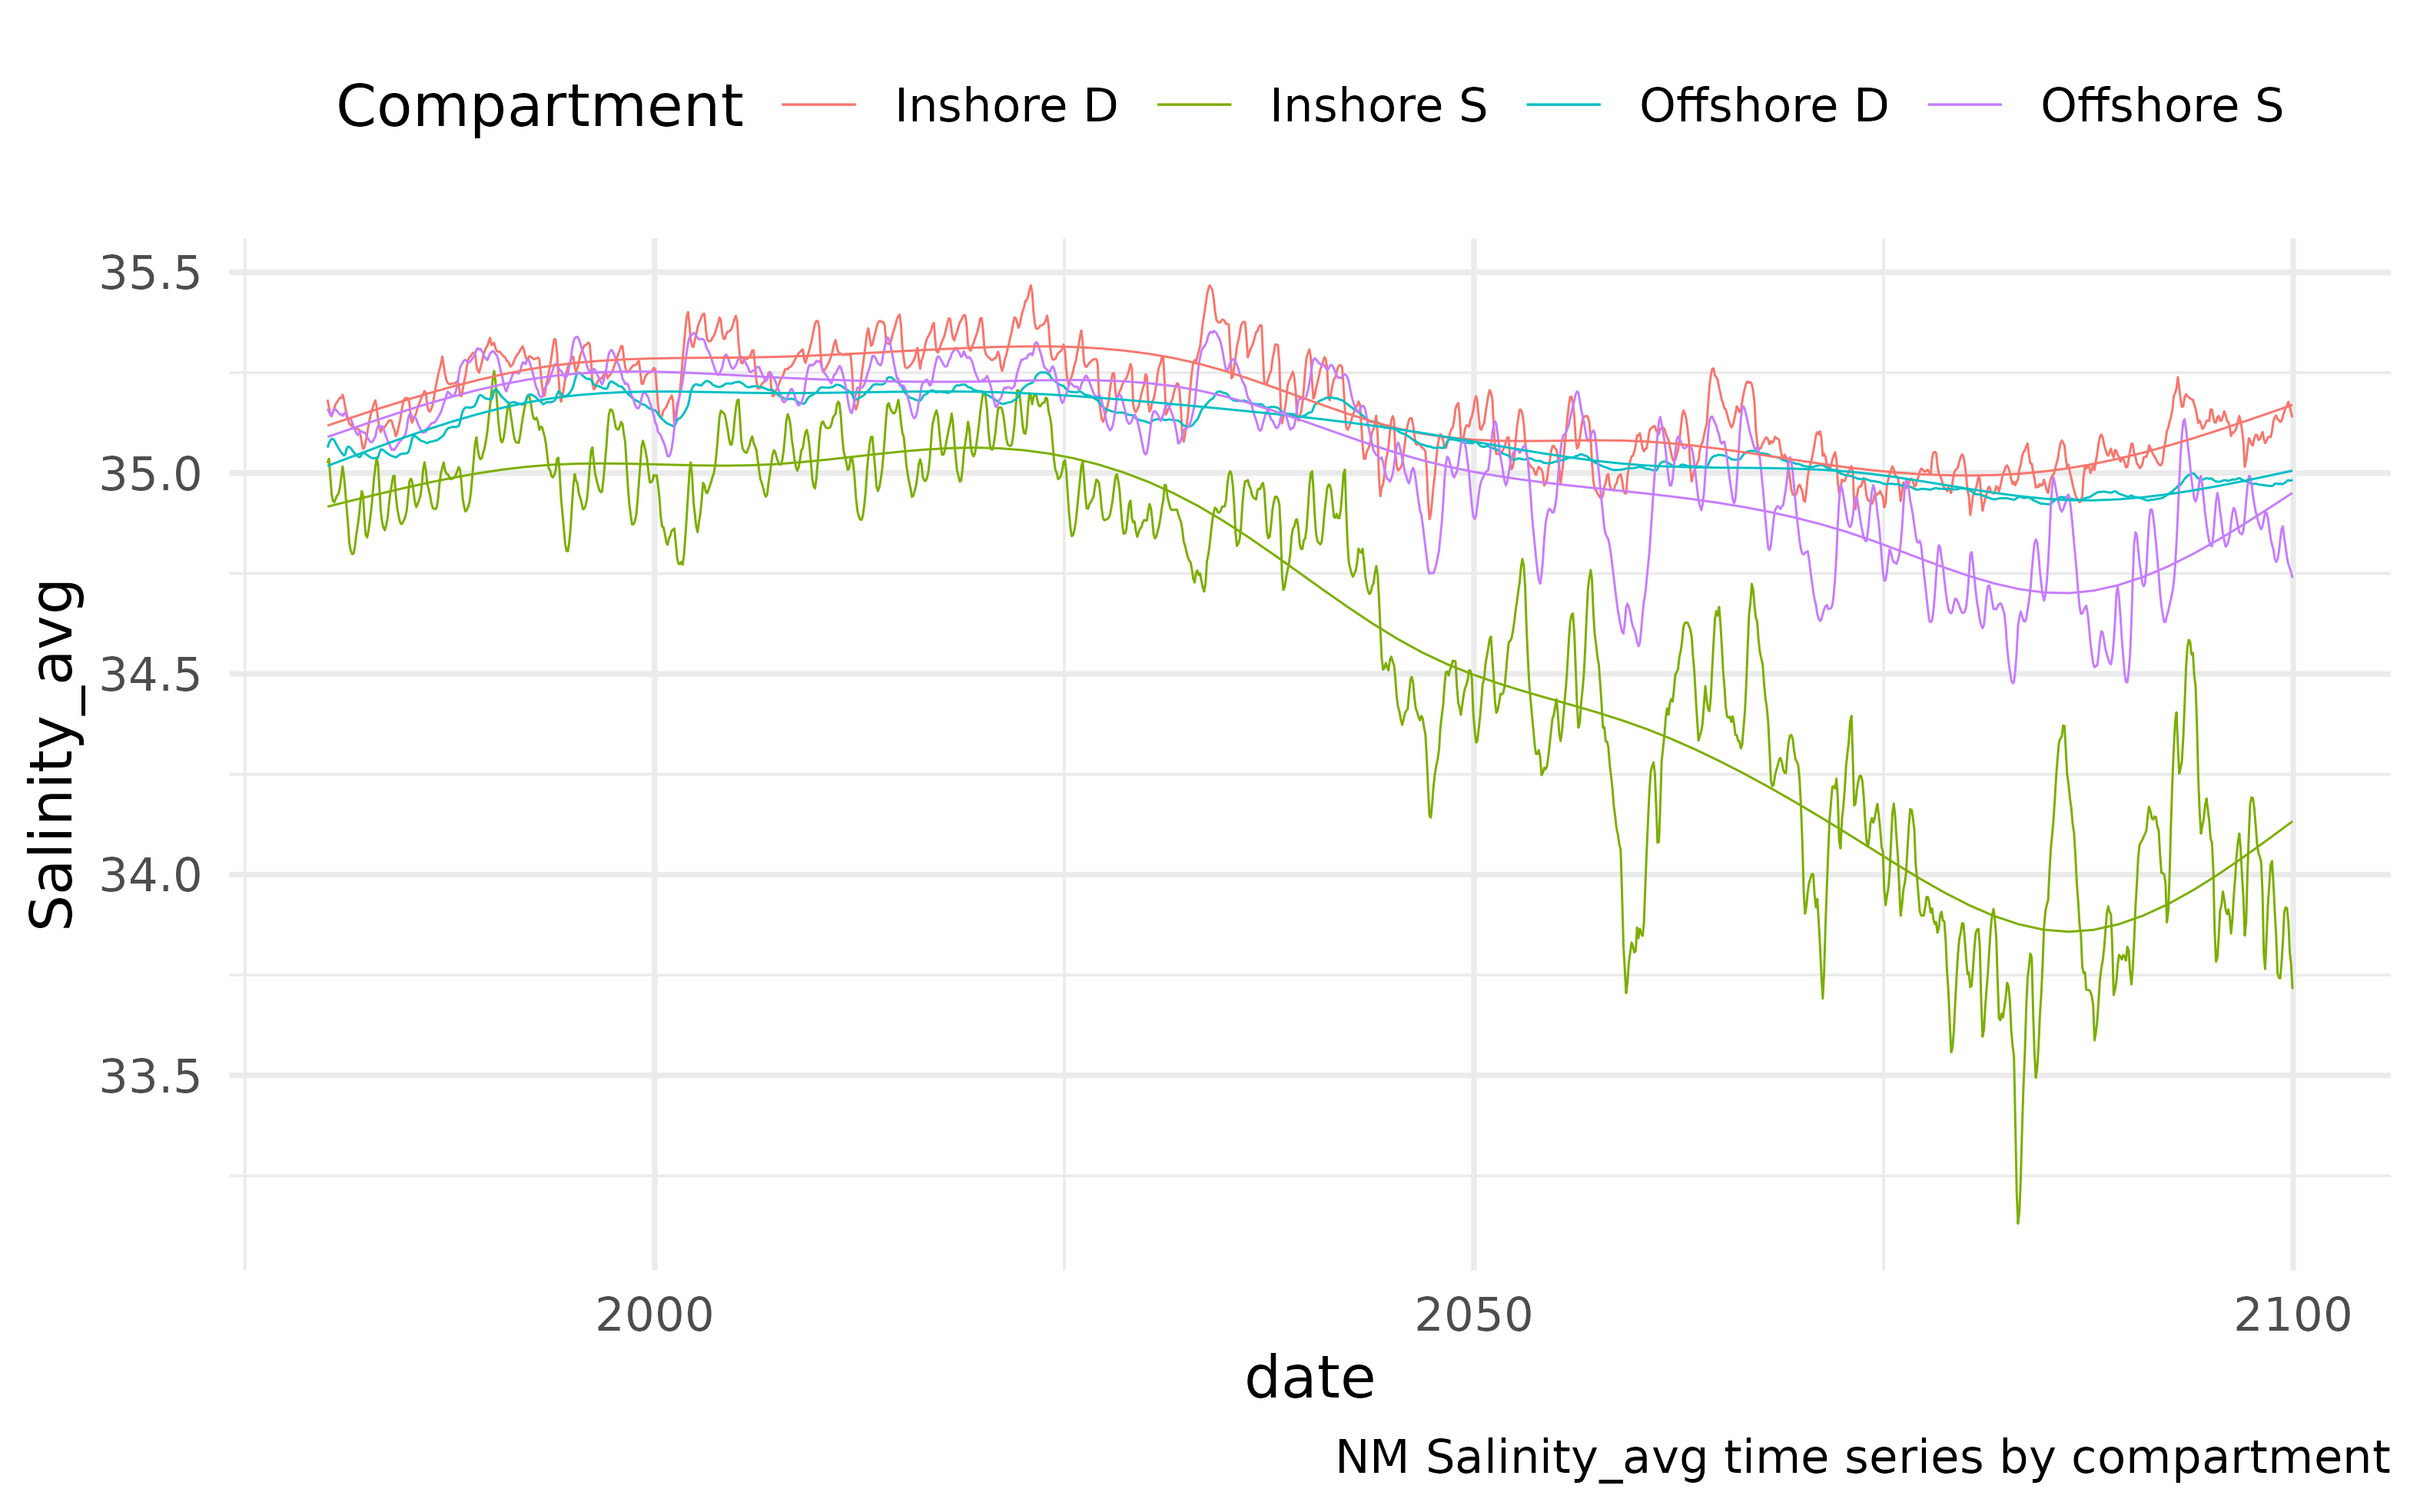 Compartment Inshore D Inshore S Offshore D Offshore S
35.5
35.0
34.5
34.0
33.5
Salinity_avg
2000 2050 2100
date
NM Salinity_avg time series by compartment